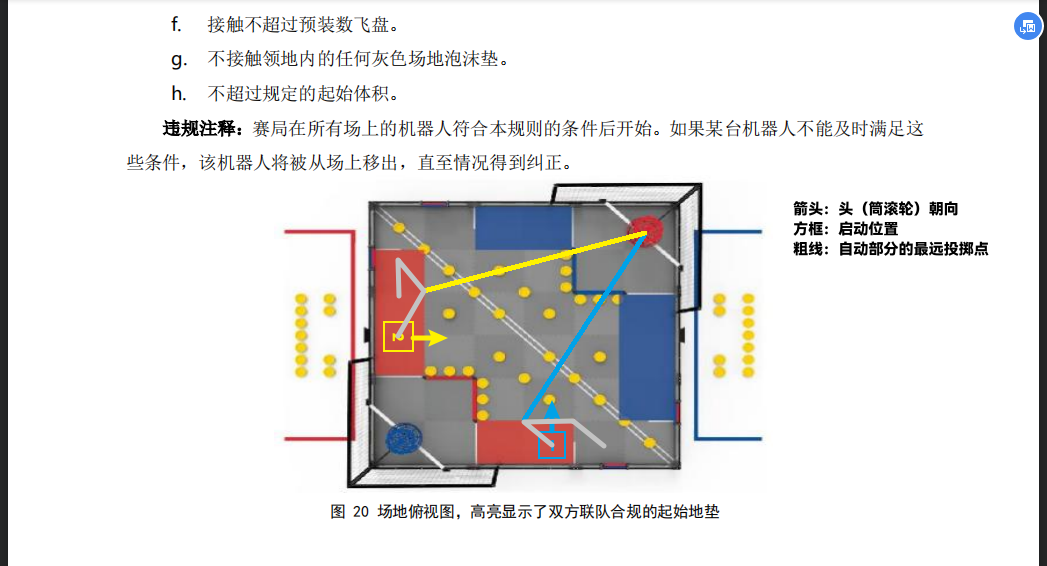 f. 接触不超过预装数飞盘。
g. 不接触领地内的任何灰色场地泡沫垫。
h. 不超过规定的起始体积。
违规注释：赛局在所有场上的机器人符合本规则的条件后开始。如果某台机器人不能及时满足这
些条件，该机器人将被从场上移出，直至情况得到纠正。
箭头：头（筒滚轮）朝向
方框：启动位置
粗线：自动部分的最远投掷点
图 20 场地俯视图，高亮显示了双方联队合规的起始地垫